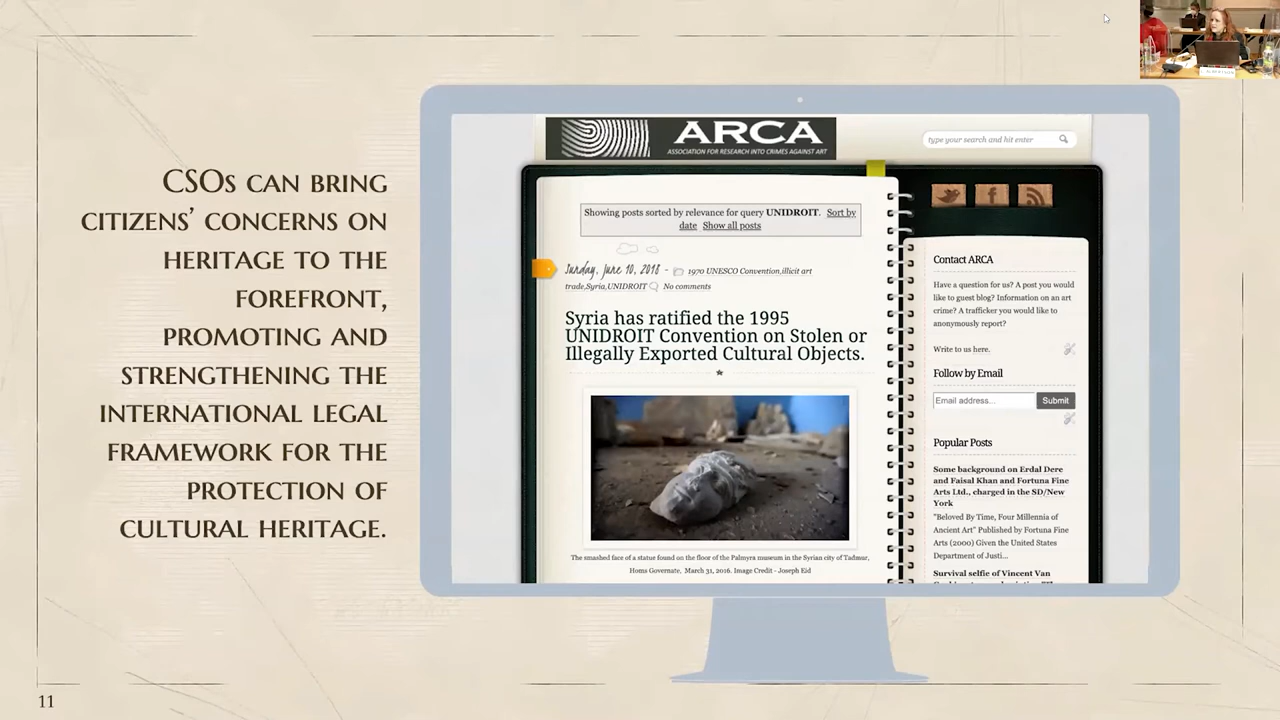 CSOs CAN BRING
CITIZENS' CONCERNS ON
HERITAGE TO THE
FOREFRONT,
PROMOTING AND
STRENGTHENING THE
INTERNATIONAL LEGAL
FRAMEWORK FOR THE
PROTECTION OF
CULTURAL HERITAGE.
11
ARCA
ASSOCIATION FOR RESEARCH INTO CRIMES AGAINST ART
type your search and hit enter
Showing posts sorted by relevance for query UNIDROIT. Sort by
date Show all posts
Sunday, June 10, 2018 - 1970 UNESCO Convention,illicit art
trade,Syria,UNIDROIT No comments
Syria has ratified the 1995
UNIDROIT Convention on Stolen or
Illegally Exported Cultural Objects.
The smashed face of a statue found on the floor of the Palmyra museum in the Syrian city of Tadmur,
Homs Governate, March 31, 2016. Image Credit - Joseph Eid
Contact ARCA
Have a question for us? A post you would
like to guest blog? Information on an art
crime? A trafficker you would like to
anonymously report?
Write to us here.
Follow by Email
Email address...
Submit
Popular Posts
Some background on Erdal Dere
and Faisal Khan and Fortuna Fine
Arts Ltd., charged in the SD/New
York
"Beloved By Time, Four Millennia of
Ancient Art" Published by Fortuna Fine
Arts (2000) Given the United States
Department of Justi...
Survival selfie of Vincent Van